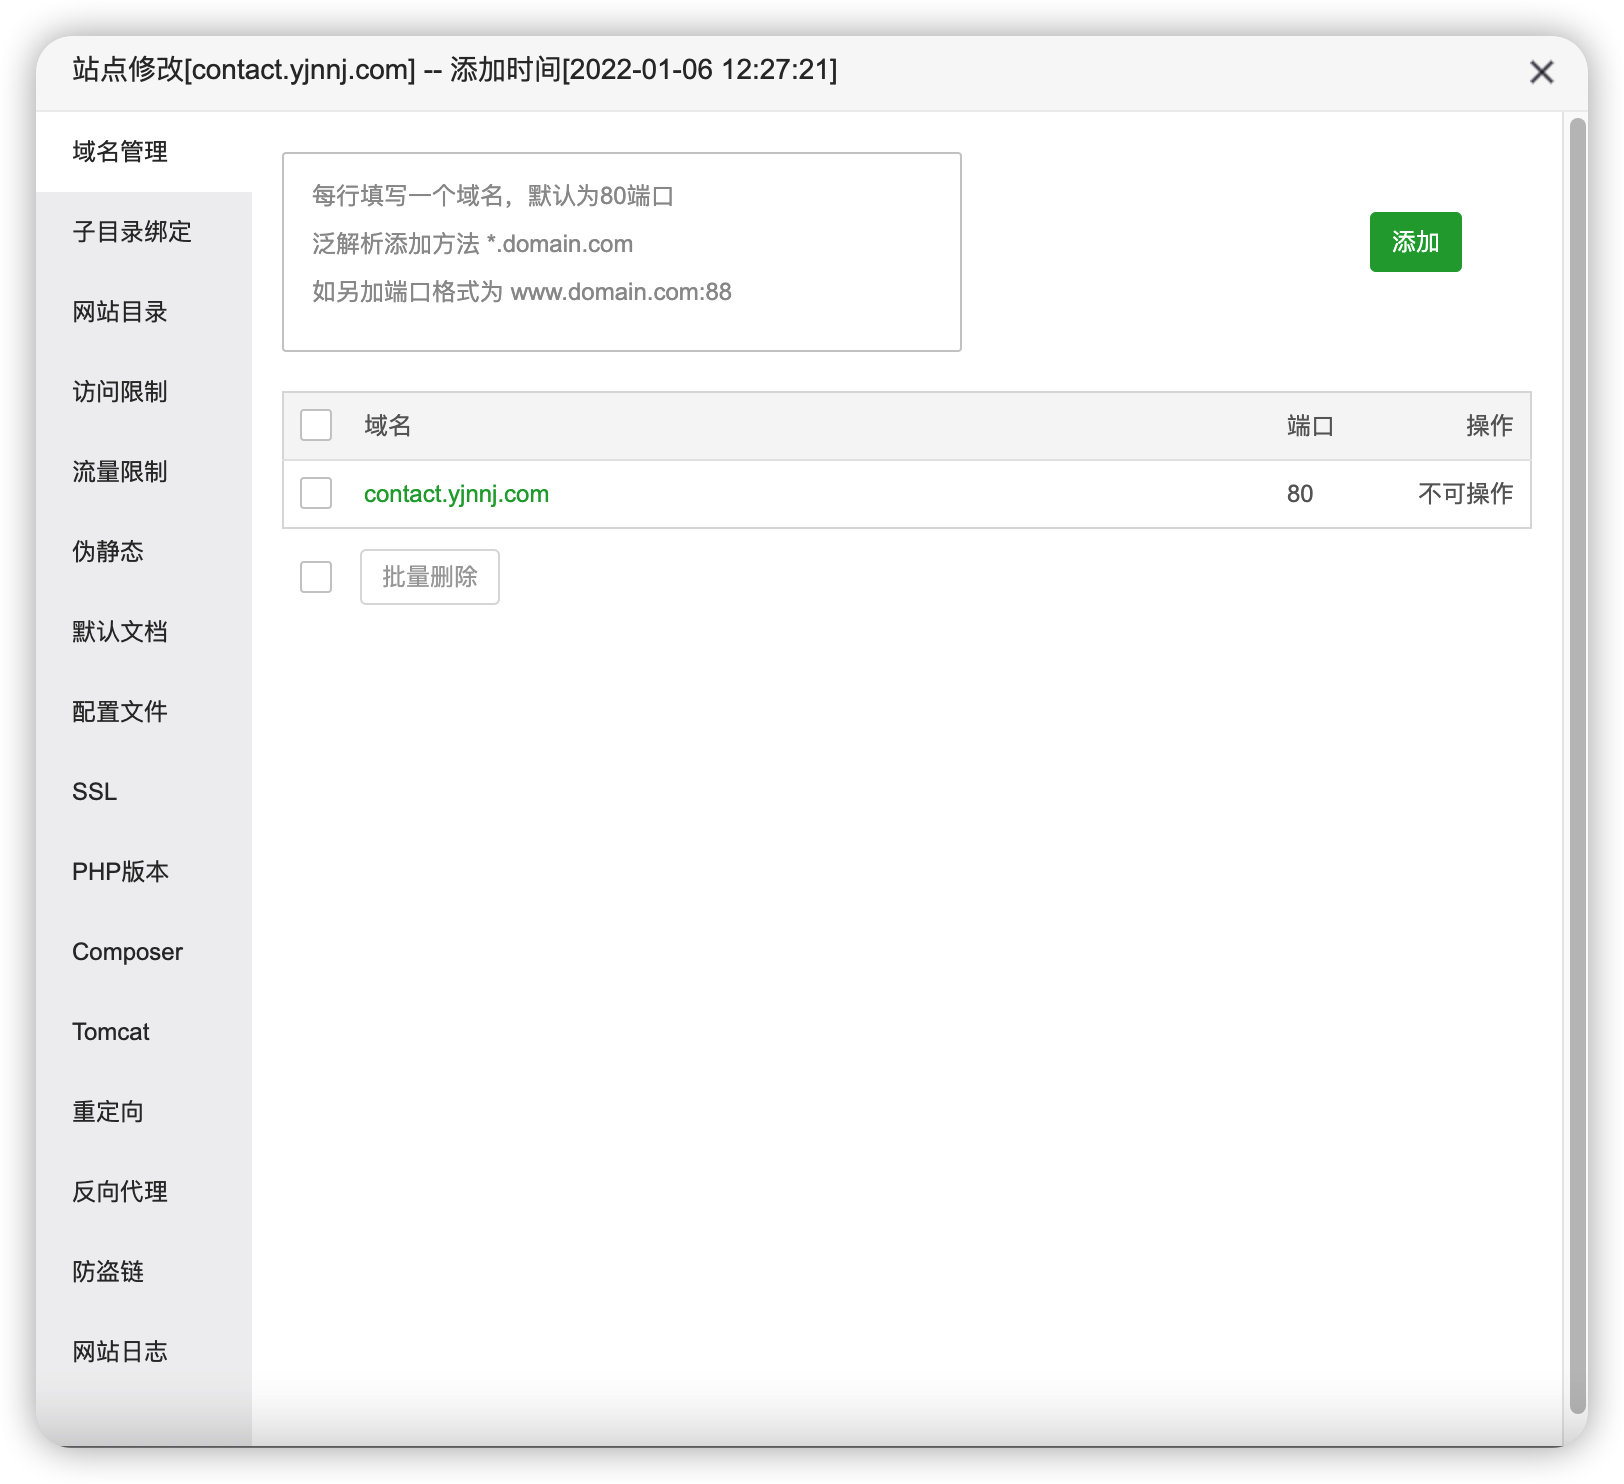 站点修改[contact.yjnnj.com] -- 添加时间[2022-01-06 12:27:21]
域名管理
子目录绑定
网站目录
访问限制
流量限制
伪静态
默认文档
配置文件
SSL
PHP版本
Composer
Tomcat
重定向
反向代理
防盗链
网站日志
每行填写一个域名，默认为80端口
泛解析添加方法 *.domain.com
如另加端口格式为 www.domain.com:88
添加
域名 端口 操作
contact.yjnnj.com 80 不可操作
批量删除